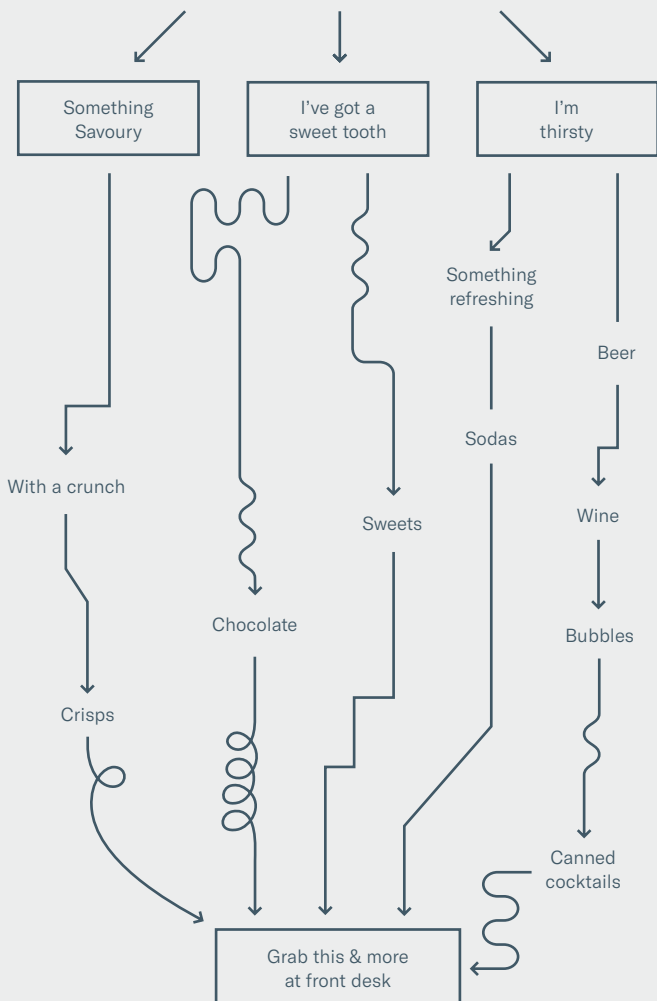 Something
Savoury
I've got a
sweet tooth
I'm
thirsty
Something
refreshing
Beer
Sodas
With a crunch
Wine
Sweets
Chocolate
Bubbles
Crisps
Canned
cocktails
Grab this & more
at front desk